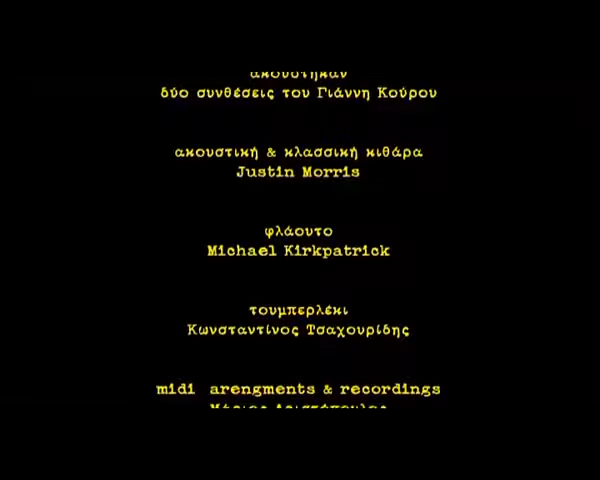 ακούστηκαν
δύο συνθέσεις του Γιάννη Κούρου
ακουστική & κλασσική κιθάρα
Justin Morris
φλάουτο
Michael Kirkpatrick
τουμπερλέκι
Κωνσταντίνος Τσαχουρίδης
midi arengments & recordings